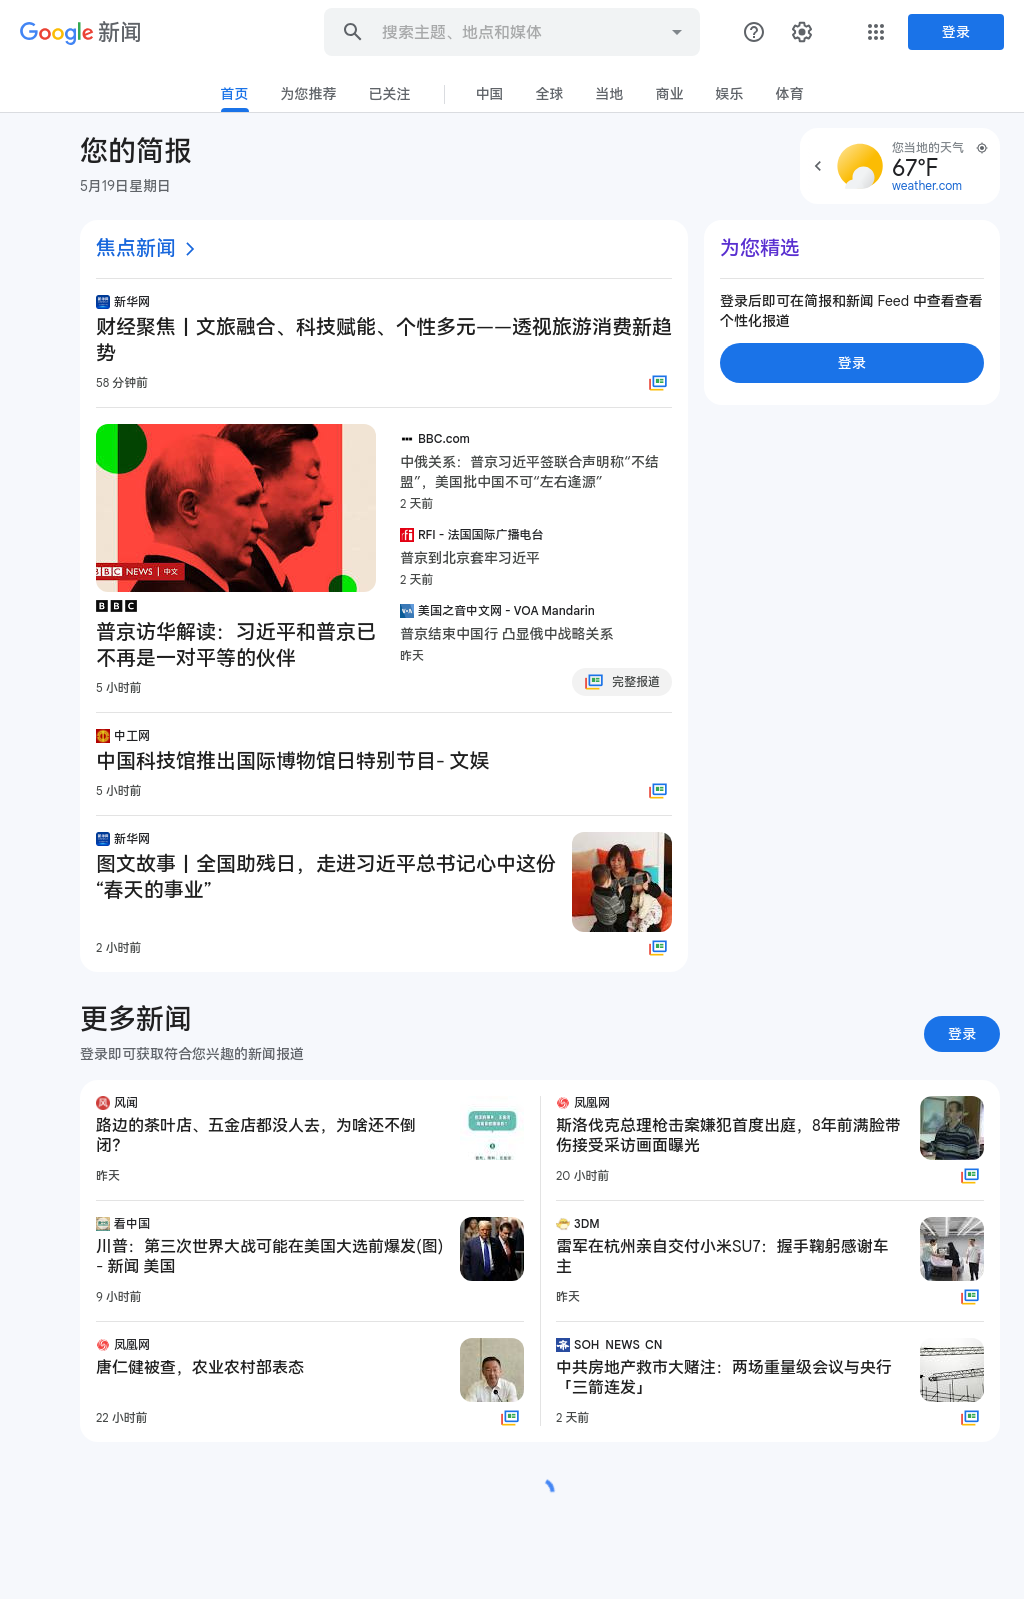 Google 新闻
搜索主题、地点和媒体
登录
首页
为您推荐
已关注
中国
全球
当地
商业
娱乐
体育
您的简报
5月19日星期日
您当地的天气
67°F
weather.com
焦点新闻
新华网
财经聚焦丨文旅融合、科技赋能、个性多元——透视旅游消费新趋
势
58 分钟前
为您精选
登录后即可在简报和新闻 Feed 中查看查看
个性化报道
登录
BBC NEWS | 中文
BBC
普京访华解读：习近平和普京已
不再是一对平等的伙伴
5 小时前
BBC.com
中俄关系：普京习近平签联合声明称“不结
盟”，美国批中国不可“左右逢源”
2 天前
RFI - 法国国际广播电台
普京到北京套牢习近平
2 天前
VOA
美国之音中文网 - VOA Mandarin
普京结束中国行 凸显俄中战略关系
昨天
完整报道
中工网
中国科技馆推出国际博物馆日特别节目- 文娱
5 小时前
新华网
图文故事丨全国助残日，走进习近平总书记心中这份
“春天的事业”
2 小时前
更多新闻
登录即可获取符合您兴趣的新闻报道
登录
风闻
路边的茶叶店、五金店都没人去，为啥还不倒
闭？
昨天
看中国
川普：第三次世界大战可能在美国大选前爆发(图)
- 新闻 美国
9 小时前
凤凰网
唐仁健被查，农业农村部表态
22 小时前
凤凰网
斯洛伐克总理枪击案嫌犯首度出庭，8年前满脸带
伤接受采访画面曝光
20 小时前
3DM
雷军在杭州亲自交付小米SU7：握手鞠躬感谢车
主
昨天
SOH NEWS CN
中共房地产救市大赌注：两场重量级会议与央行
「三箭连发」
2 天前